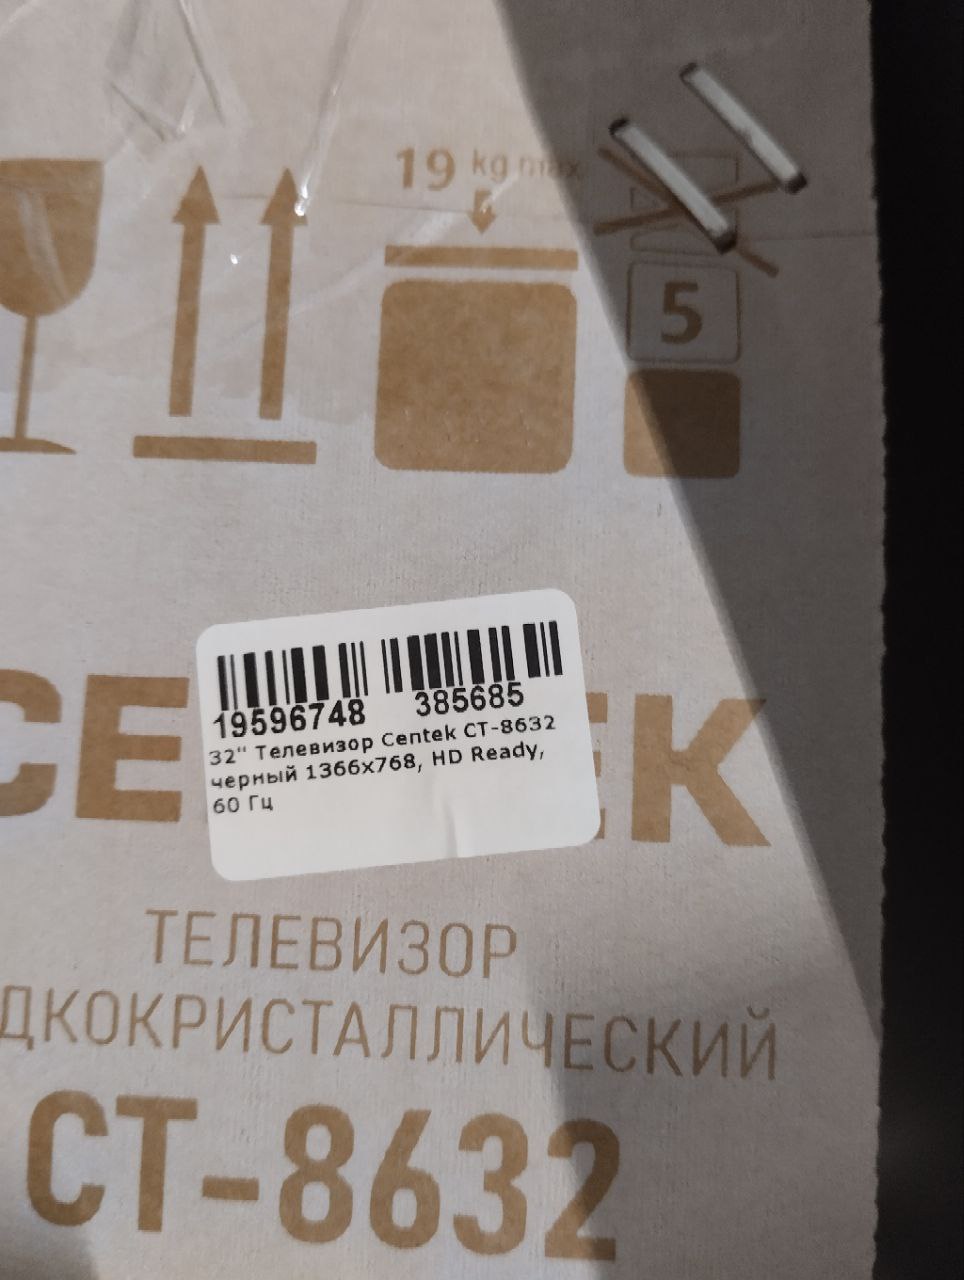 19 kg max
5
19596748 385685
32" Телевизор Centek CT-8632
черный 1366x768, HD Ready,
60 Гц
CE EK
ТЕЛЕВИЗОР
ДКОКРИСТАЛЛИЧЕСКИЙ
CT-8632